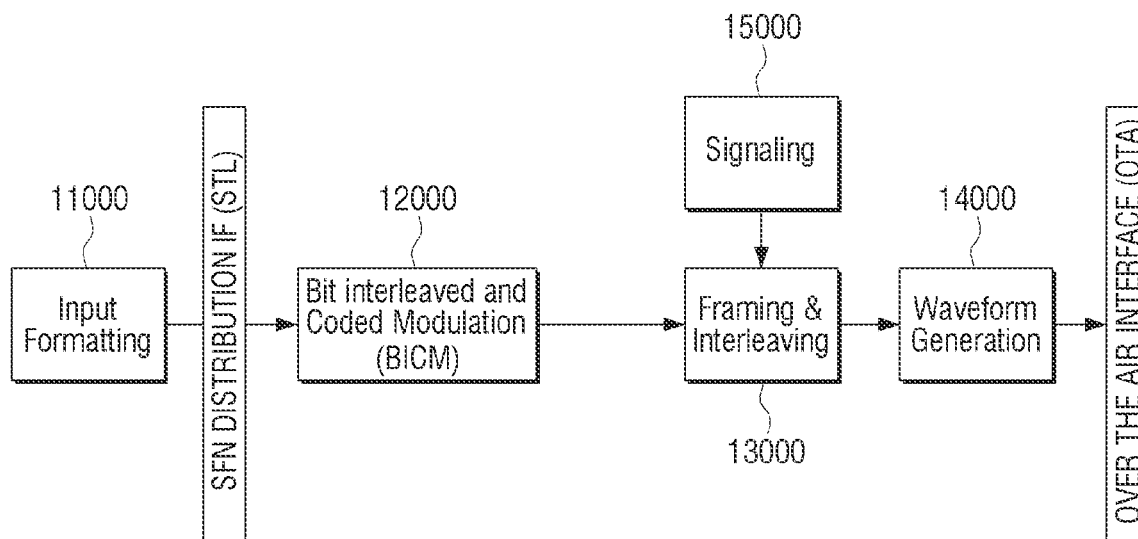 15000
Signaling
11000
Input
Formatting
SFN DISTRIBUTION IF (STL)
12000
Bit interleaved and
Coded Modulation
(BICM)
Framing &
Interleaving
13000
14000
Waveform
Generation
OVER THE AIR INTERFACE (OTA)